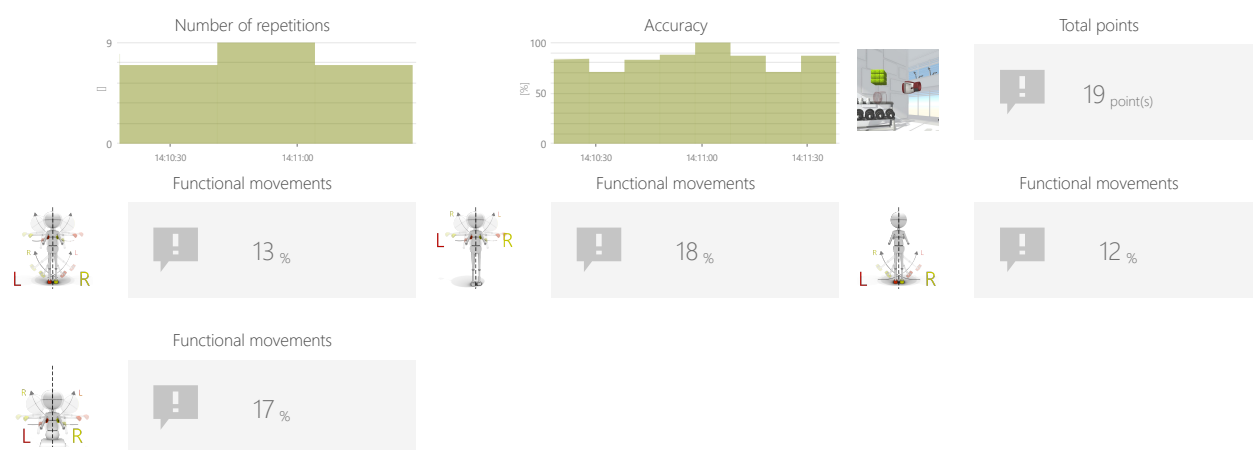 Number of repetitions
9
[]
0
14:10:30
14:11:00
Accuracy
100
[%]
50
0
14:10:30
14:11:00
14:11:30
Total points
19 point(s)
Functional movements
R
L
L
R
13 %
Functional movements
R
L
L
R
18 %
Functional movements
R
L
L
R
12 %
Functional movements
R
L
L
R
17 %